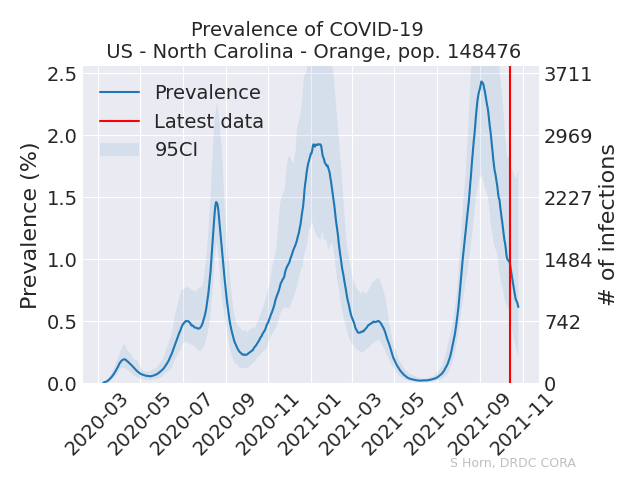 Prevalence of COVID-19
US - North Carolina - Orange, pop. 148476
Prevalence (%)
2.5
2.0
1.5
1.0
0.5
0.0
Prevalence
Latest data
95CI
3711
2969
2227
1484
742
0
# of infections
2020-03
2020-05
2020-07
2020-09
2020-11
2021-01
2021-03
2021-05
2021-07
2021-09
2021-11
S Horn, DRDC CORA